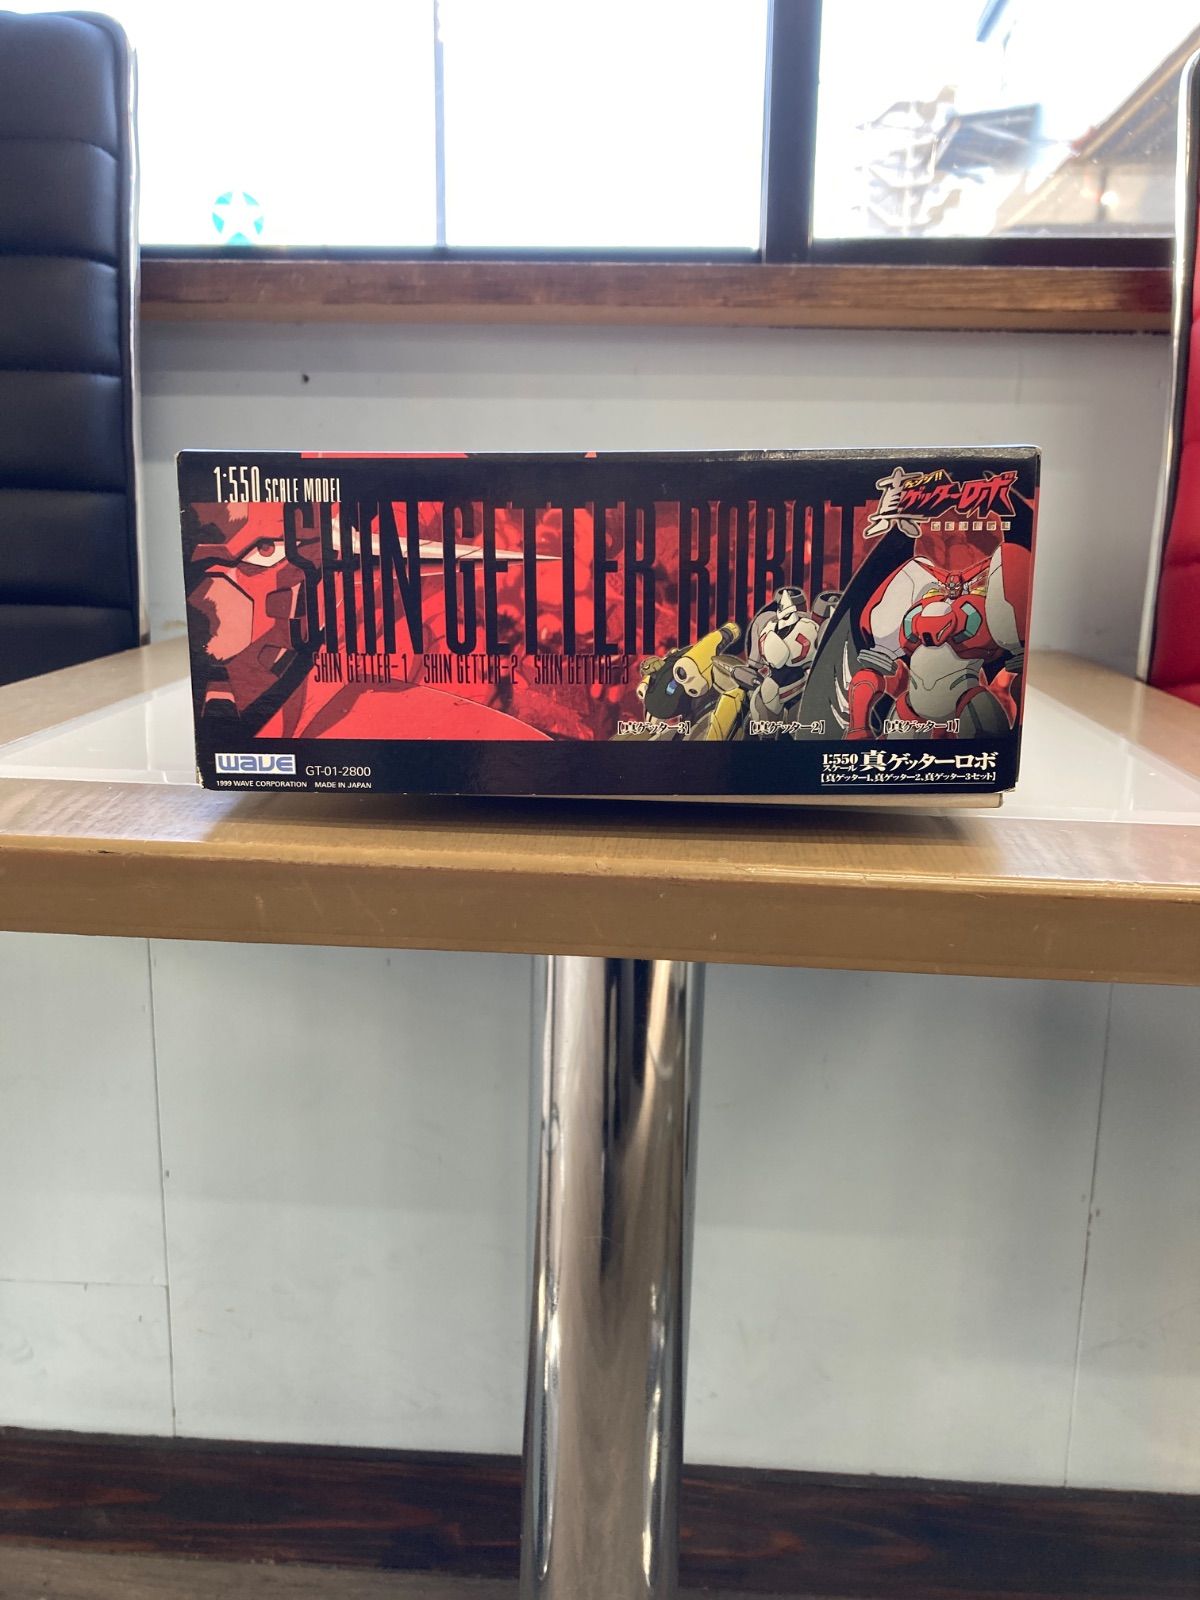 1:550 SCALE MODEL
チェンジ!!
真ゲッターロボ
SHIN GETTER ROBOT
SHIN GETTER-1 SHIN GETTER-2 SHIN GETTER-3
【真ゲッター3】 【真ゲッター2】 【真ゲッター1】
WAVE GT-01-2800
1999 WAVE CORPORATION MADE IN JAPAN
1:550 スケール 真ゲッターロボ
【真ゲッター1、真ゲッター2、真ゲッター3セット】